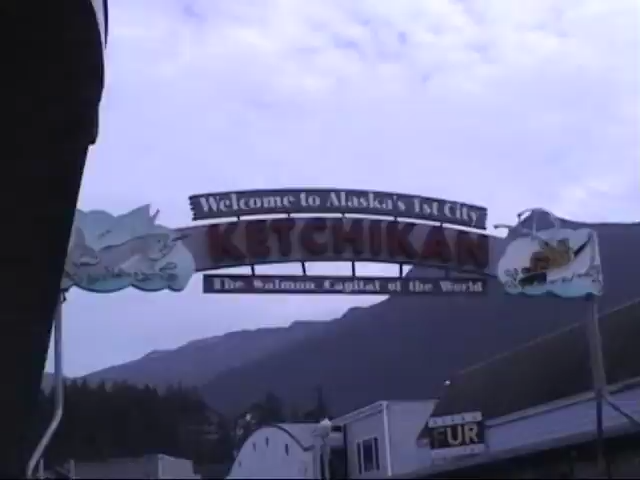 Welcome to Alaska's 1st City
KETCHIKAN
The Salmon Capital of the World
FUR